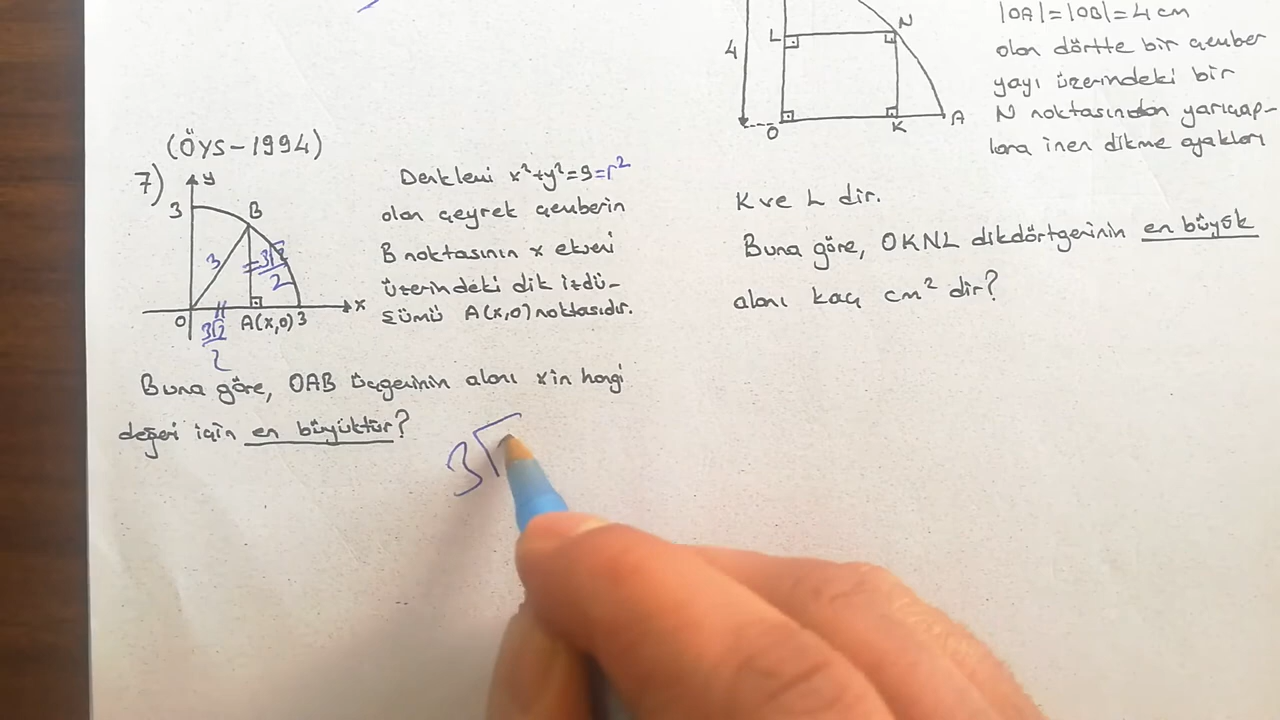 (ÖYS-1994)
7)
y
3
B
3
3√2
2
O
A(x,0) 3
x
3√2
2
Denklemi x²+y²=9=r²
olan çeyrek çemberin
B noktasının x ekseni
üzerindeki dik izdü-
şümü A(x,0) noktasıdır.
Buna göre, OAB üçgeninin alanı x'in hangi
değeri için en büyüktür?
3√
4
L
N
O
K
A
|OA|=|OB|=4 cm
olan dörtte bir çember
yayı üzerindeki bir
N noktasından yarıçap-
lara inen dikme ayakları
K ve L dir.
Buna göre, OKNL dikdörtgeninin en büyük
alanı kaç cm² dir?